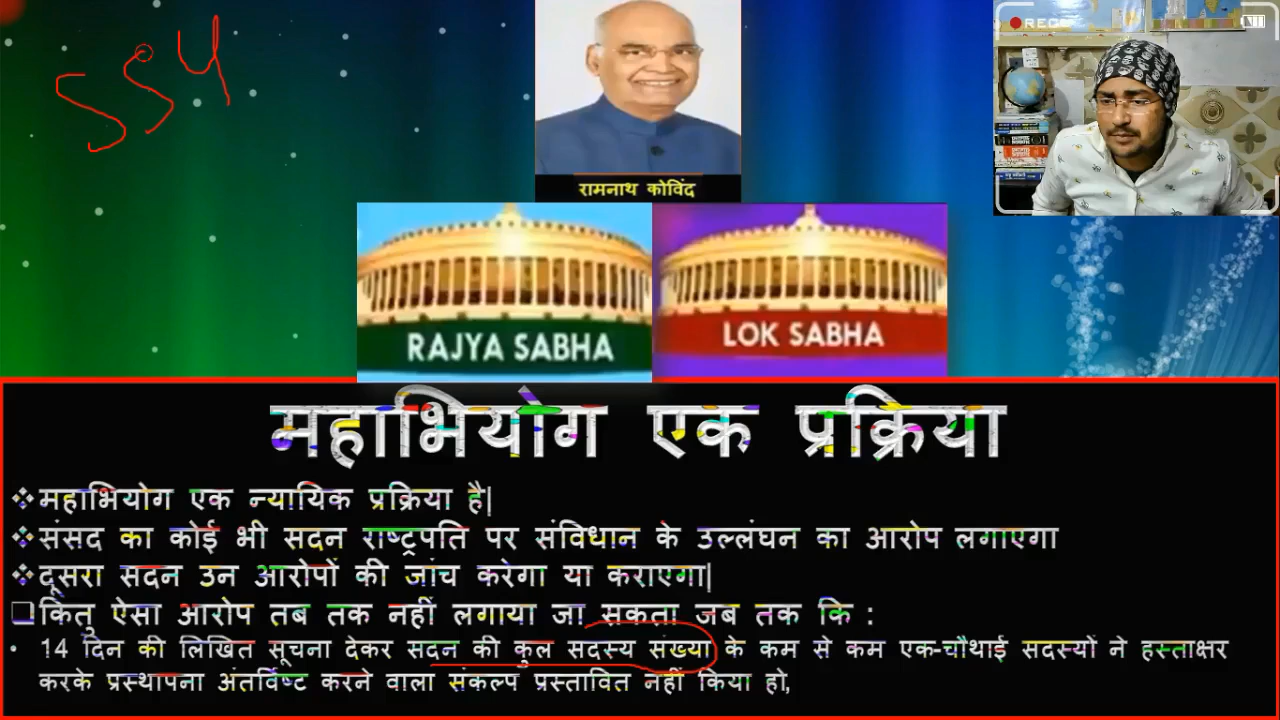 554
REC
रामनाथ कोविंद
RAJYA SABHA
LOK SABHA
महाभियोग एक प्रक्रिया
❖महाभियोग एक न्यायिक प्रक्रिया है|
❖संसद का कोई भी सदन राष्ट्रपति पर संविधान के उल्लंघन का आरोप लगाएगा
❖दूसरा सदन उन आरोपों की जांच करेगा या कराएगा|
❑किंतु ऐसा आरोप तब तक नहीं लगाया जा सकता जब तक कि :
• 14 दिन की लिखित सूचना देकर सदन की कुल सदस्य संख्या के कम से कम एक-चौथाई सदस्यों ने हस्ताक्षर
करके प्रस्थापना अंतर्विष्ट करने वाला संकल्प प्रस्तावित नहीं किया हो,